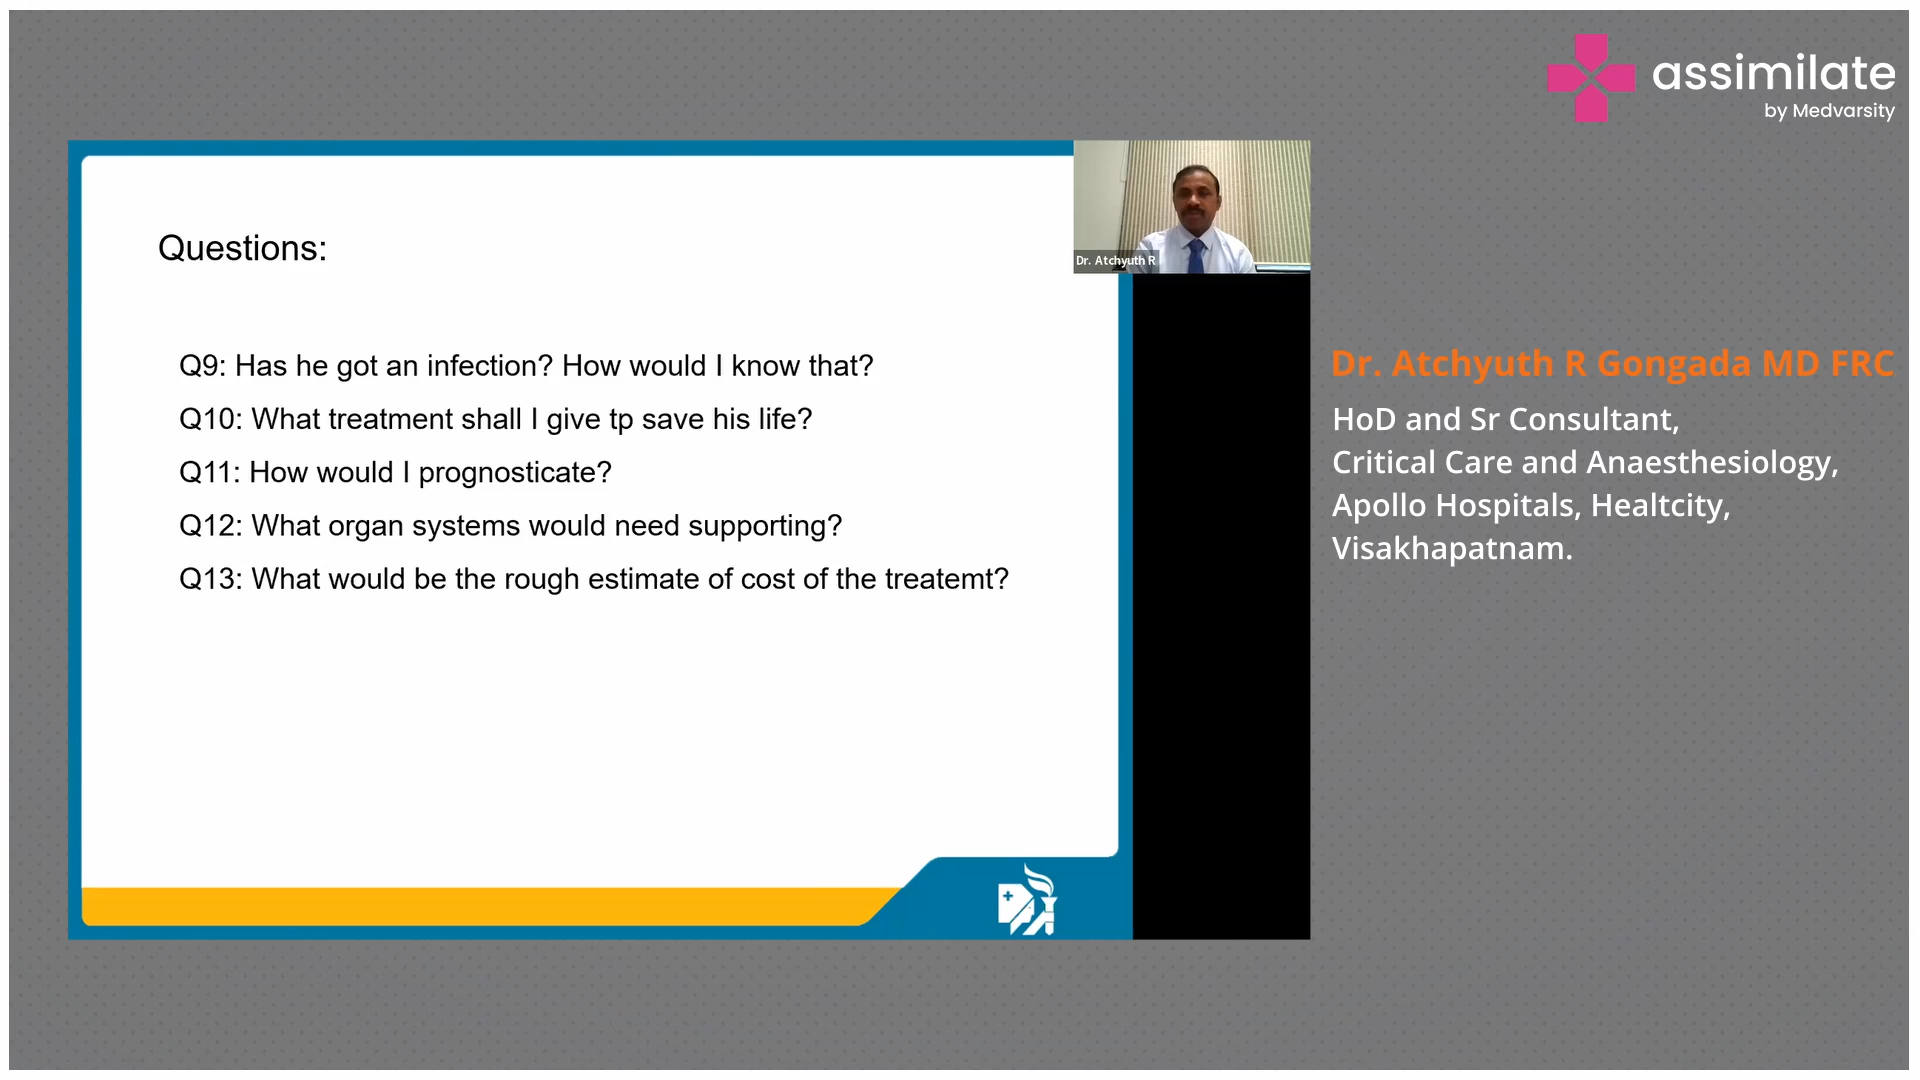 assimilate
by Medvarsity
Questions:
Dr. Atchyuth R
Q9: Has he got an infection? How would I know that?
Q10: What treatment shall I give tp save his life?
Q11: How would I prognosticate?
Q12: What organ systems would need supporting?
Q13: What would be the rough estimate of cost of the treatemt?
Dr. Atchyuth R Gongada MD FRC
HoD and Sr Consultant,
Critical Care and Anaesthesiology,
Apollo Hospitals, Healtcity,
Visakhapatnam.